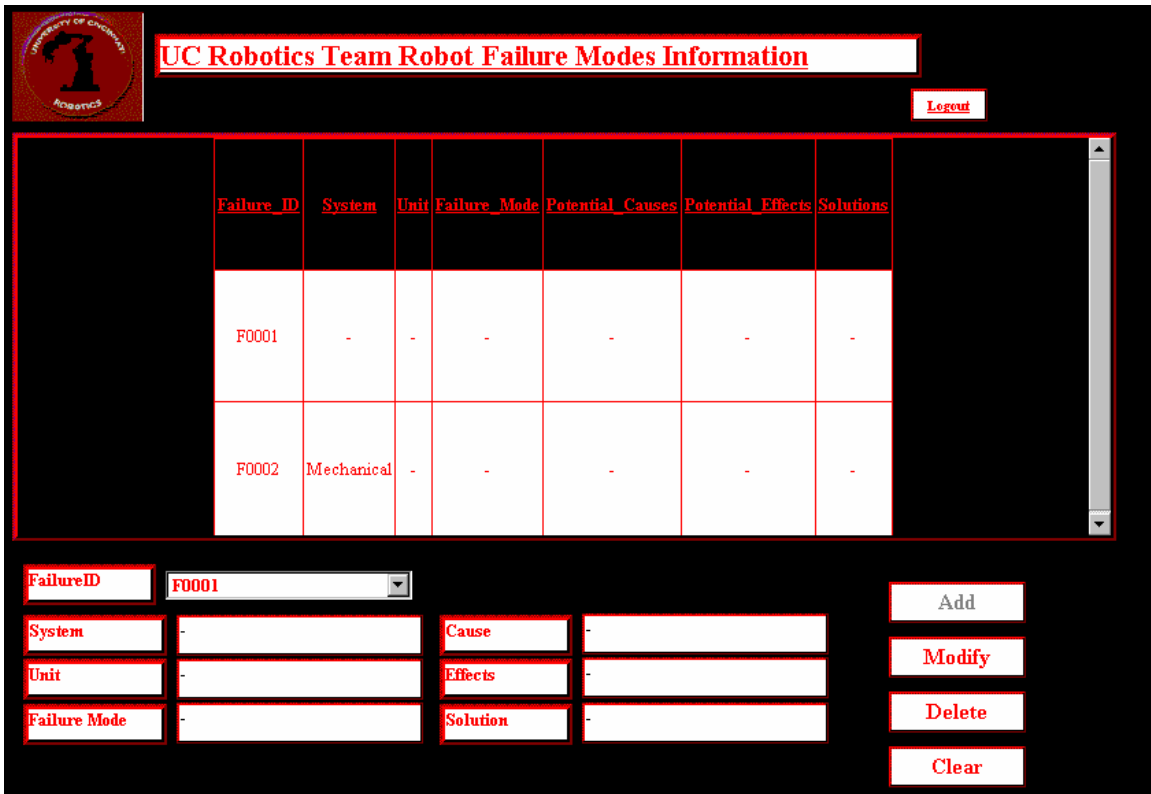 UNIVERSITY OF CINCINNATI
ROBOTICS
UC Robotics Team Robot Failure Modes Information
Logout
Failure_ID System Unit Failure_Mode Potential_Causes Potential_Effects Solutions
F0001 - - - - - -
F0002 Mechanical - - - - -
FailureID F0001
Add
System - Cause -
Modify
Unit - Effects -
Delete
Failure Mode - Solution -
Clear